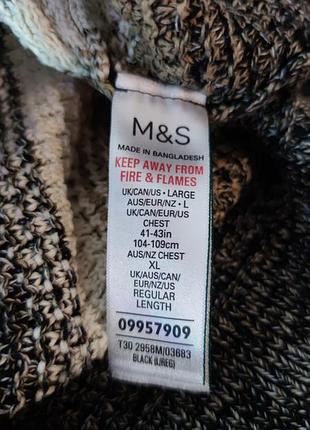 M&S
MADE IN BANGLADESH
KEEP AWAY FROM
FIRE & FLAMES
UK/CAN/US - LARGE
AUS/EUR/NZ - L
UK/CAN/EUR/US
CHEST
41-43in
104-109cm
AUS/NZ CHEST
XL
UK/AUS/CAN/
EUR/NZ/US
REGULAR
LENGTH
09957909
T30 2958M/03683
BLACK (IJREG)